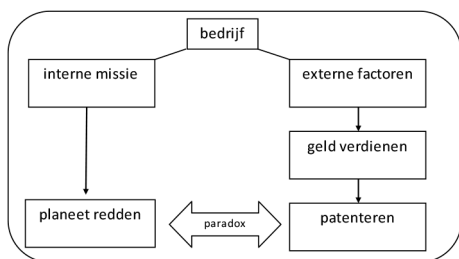 bedrijf
interne missie
externe factoren
geld verdienen
planeet redden
paradox
patenteren